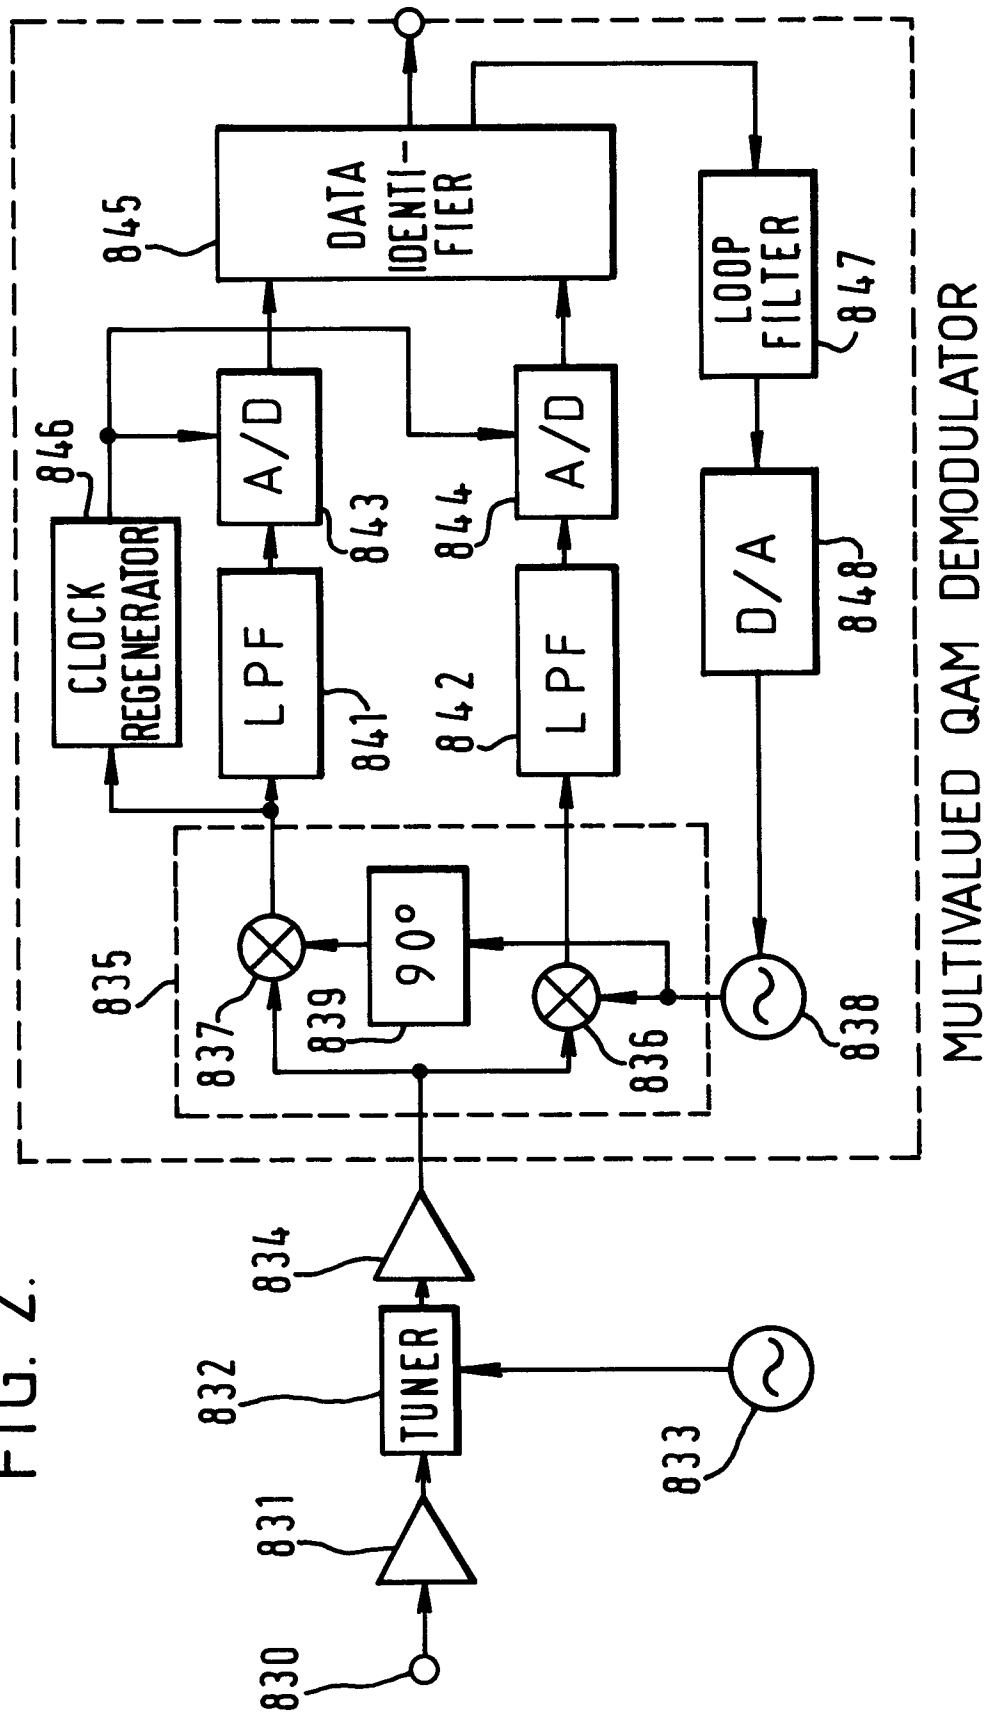 FIG. 2.
846
CLOCK
REGENERATOR
845
835
837
LPF
841
A/D
843
DATA
IDENTI-
FIER
90°
839
834
832
TUNER
831
830
836
842
LPF
844
A/D
833
838
D/A
848
LOOP
FILTER
847
MULTIVALUED QAM DEMODULATOR